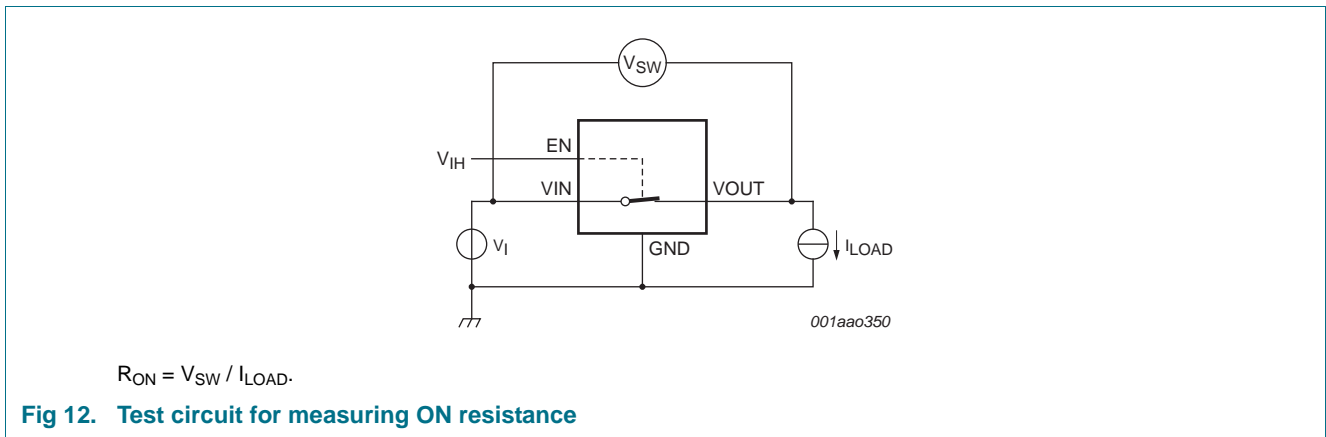 VSW
EN
VIH
VIN
VOUT
VI
GND
ILOAD
001aao350
RON = VSW / ILOAD.
Fig 12. Test circuit for measuring ON resistance